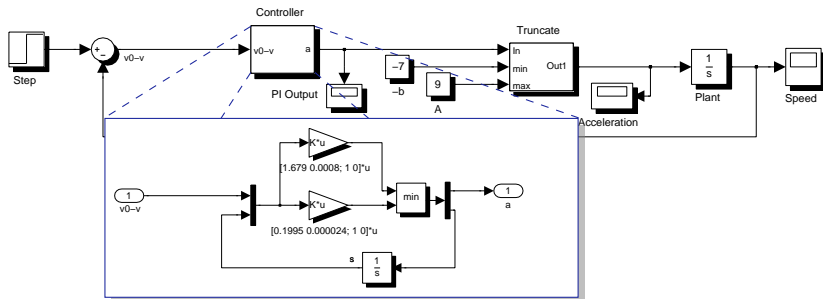 Controller
Truncate
Step
+
−
v0−v
v0−v
a
PI Output
−7
−b
9
A
In
min
max
Out1
Acceleration
1
s
Plant
Speed
K*u
[1.679 0.0008; 1 0]*u
K*u
[0.1995 0.000024; 1 0]*u
1
v0−v
min
1
a
s
1
s